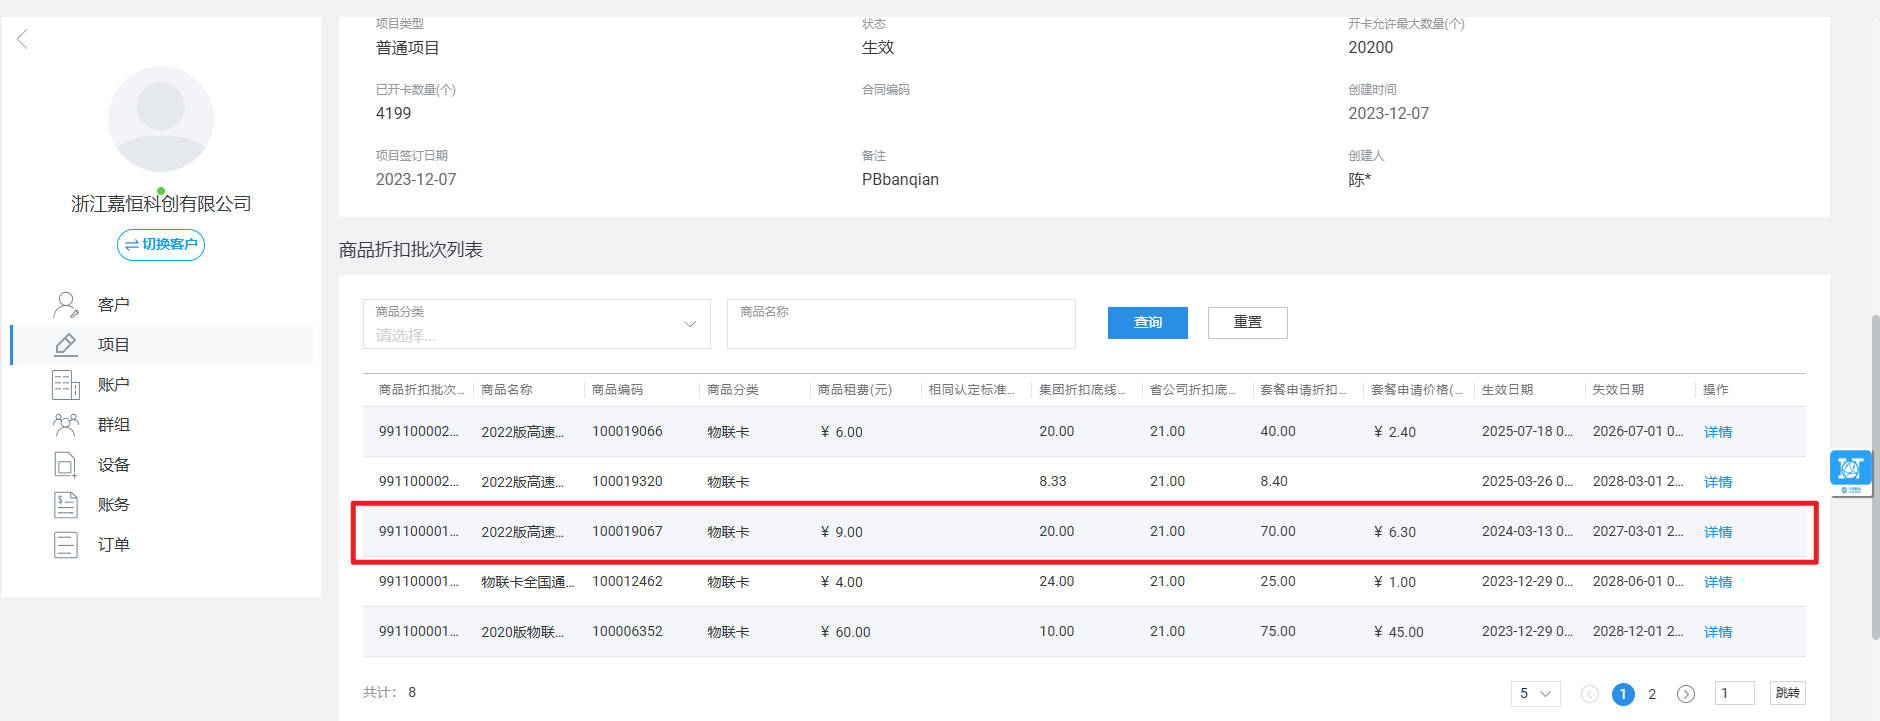 项目类型 状态 开卡允许最大数量(个)
普通项目 生效 20200
已开卡数量(个) 合同编码 创建时间
4199 2023-12-07
项目签订日期 备注 创建人
2023-12-07 PBbanqian 陈*
浙江嘉恒科创有限公司
切换客户
客户
项目
账户
群组
设备
账务
订单
商品折扣批次列表
商品分类 商品名称
请选择...
查询 重置
商品折扣批次... 商品名称 商品编码 商品分类 商品租费(元) 相同认定标准... 集团折扣底线... 省公司折扣底... 套餐申请折扣... 套餐申请价格(... 生效日期 失效日期 操作
991100002... 2022版高速... 100019066 物联卡 ¥ 6.00 20.00 21.00 40.00 ¥ 2.40 2025-07-18 0... 2026-07-01 0... 详情
991100002... 2022版高速... 100019320 物联卡 8.33 21.00 8.40 2025-03-26 0... 2028-03-01 2... 详情
991100001... 2022版高速... 100019067 物联卡 ¥ 9.00 20.00 21.00 70.00 ¥ 6.30 2024-03-13 0... 2027-03-01 2... 详情
991100001... 物联卡全国通... 100012462 物联卡 ¥ 4.00 24.00 21.00 25.00 ¥ 1.00 2023-12-29 0... 2028-06-01 0... 详情
991100001... 2020版物联... 100006352 物联卡 ¥ 60.00 10.00 21.00 75.00 ¥ 45.00 2023-12-29 0... 2028-12-01 2... 详情
共计： 8
5 1 2 1 跳转